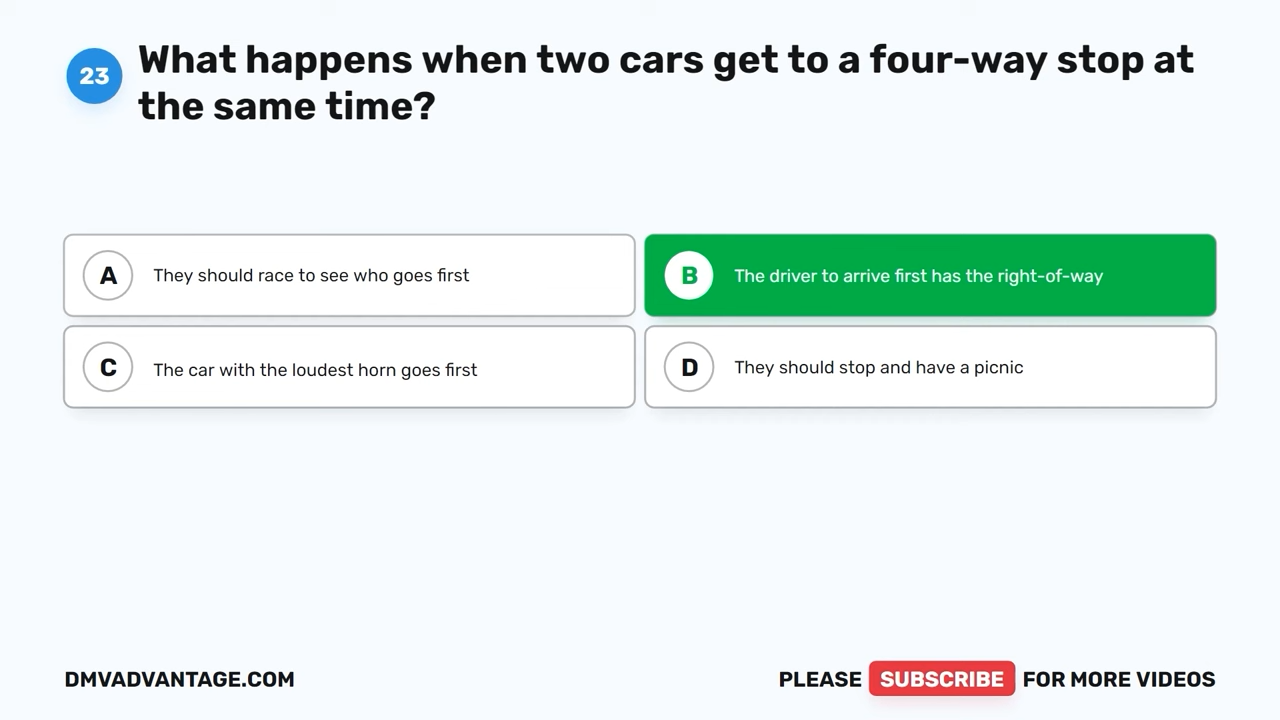 23
What happens when two cars get to a four-way stop at
the same time?
A
They should race to see who goes first
B
The driver to arrive first has the right-of-way
C
The car with the loudest horn goes first
D
They should stop and have a picnic
DMVADVANTAGE.COM
PLEASE SUBSCRIBE FOR MORE VIDEOS